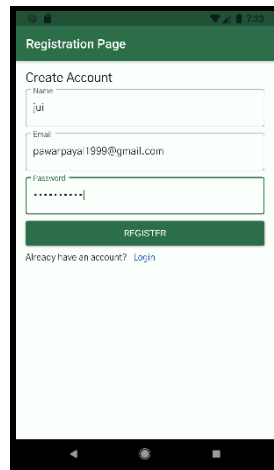 7:23
Registration Page
Create Account
Name
jui
Email
pawarpayal1999@gmail.com
Password
••••••••••
REGISTER
Already have an account? Login